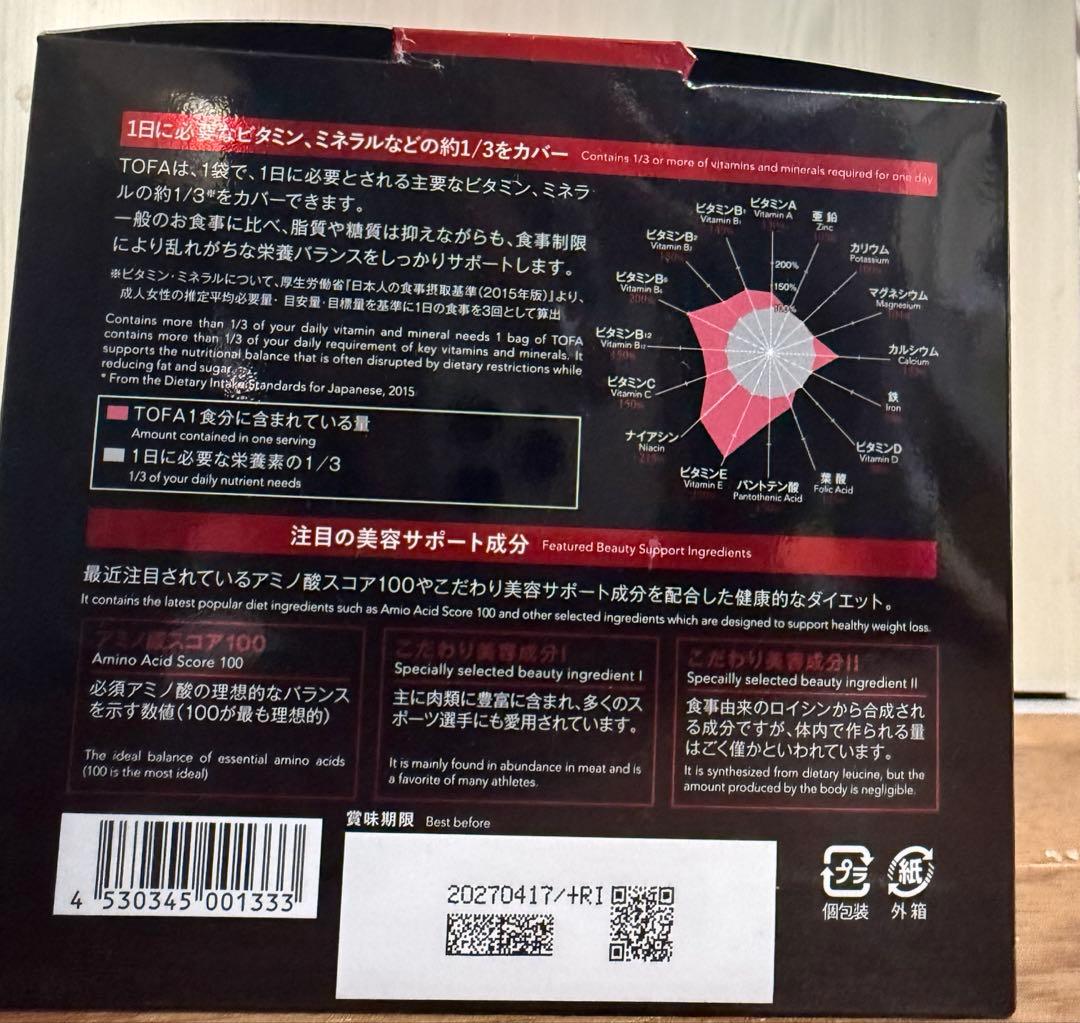 1日に必要なビタミン、ミネラルなどの約1/3をカバー Contains 1/3 or more of vitamins and minerals required for one day
TOFAは、1袋で、1日に必要とされる主要なビタミン、ミネラ
ルの約1/3※をカバーできます。
一般のお食事に比べ、脂質や糖質は抑えながらも、食事制限
により乱れがちな栄養バランスをしっかりサポートします。
※ビタミン・ミネラルについて、厚生労働省『日本人の食事摂取基準(2015年版)』より、
成人女性の推定平均必要量・目安量・目標量を基準に1日の食事を3回として算出
Contains more than 1/3 of your daily vitamin and mineral needs 1 bag of TOFA
contains more than 1/3 of your daily requirement of key vitamins and minerals. It
supports the nutritional balance that is often disrupted by dietary restrictions while
reducing fat and sugar.
* From the Dietary Intake Standards for Japanese, 2015
TOFA1食分に含まれている量
Amount contained in one serving
1日に必要な栄養素の1/3
1/3 of your daily nutrient needs
ビタミンA
Vitamin A
亜鉛
Zinc
カリウム
Potassium
マグネシウム
Magnesium
カルシウム
Calcium
鉄
Iron
ビタミンD
Vitamin D
葉酸
Folic Acid
パントテン酸
Pantothenic Acid
ビタミンE
Vitamin E
ナイアシン
Niacin
ビタミンC
Vitamin C
150%
ビタミンB12
Vitamin B12
150%
ビタミンB6
Vitamin B6
200%
ビタミンB2
Vitamin B2
ビタミンB1
Vitamin B1
200%
150%
100%
注目の美容サポート成分 Featured Beauty Support Ingredients
最近注目されているアミノ酸スコア100やこだわり美容サポート成分を配合した健康的なダイエット。
It contains the latest popular diet ingredients such as Amio Acid Score 100 and other selected ingredients which are designed to support healthy weight loss.
アミノ酸スコア100
Amino Acid Score 100
必須アミノ酸の理想的なバランス
を示す数値(100が最も理想的)
The ideal balance of essential amino acids
(100 is the most ideal)
こだわり美容成分I
Specially selected beauty ingredient I
主に肉類に豊富に含まれ、多くのス
ポーツ選手にも愛用されています。
It is mainly found in abundance in meat and is
a favorite of many athletes.
こだわり美容成分II
Specailly selected beauty ingredient II
食事由来のロイシンから合成され
る成分ですが、体内で作られる量
はごく僅かといわれています。
It is synthesized from dietary leucine, but the
amount produced by the body is negligible.
賞味期限 Best before
4 530345 001333
20270417/+RI
プラ
個包装
紙
外箱